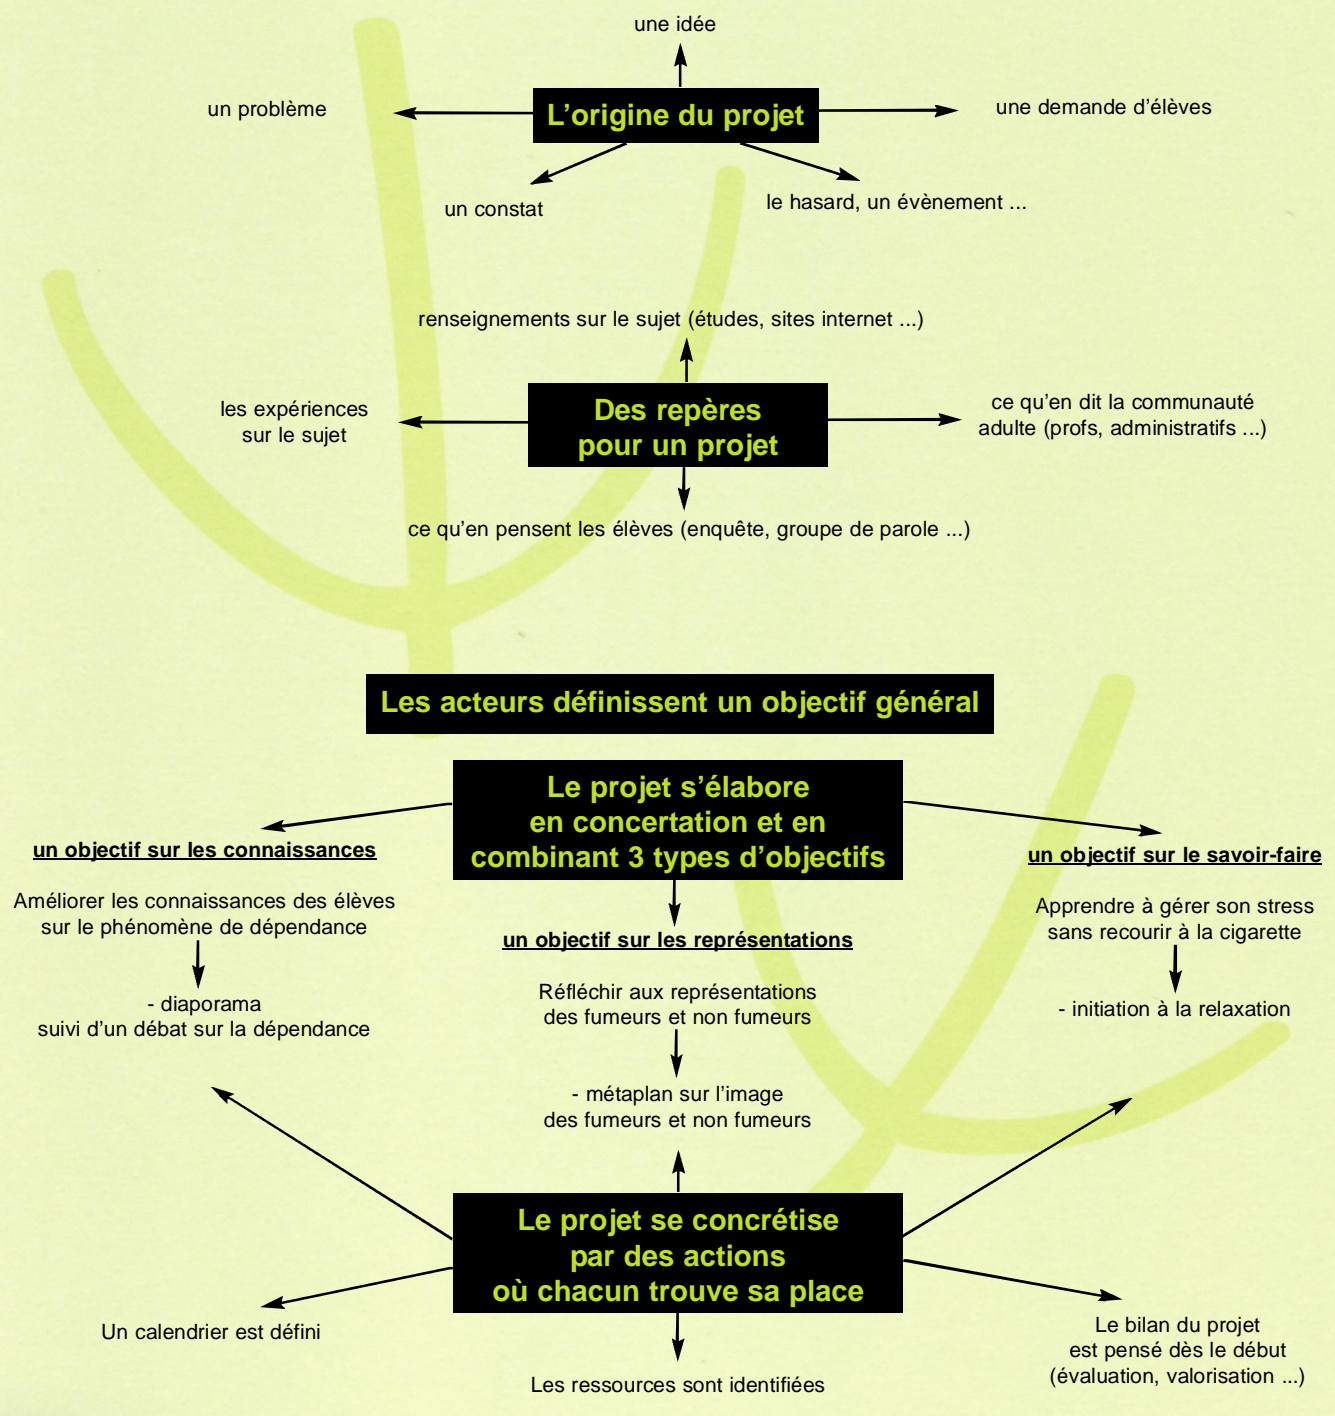 une idée
un problème
L’origine du projet
une demande d’élèves
un constat
le hasard, un évènement ...
renseignements sur le sujet (études, sites internet ...)
les expériences
sur le sujet
Des repères
pour un projet
ce qu’en dit la communauté
adulte (profs, administratifs ...)
ce qu’en pensent les élèves (enquête, groupe de parole ...)
Les acteurs définissent un objectif général
Le projet s’élabore
en concertation et en
combinant 3 types d’objectifs
un objectif sur les connaissances
Améliorer les connaissances des élèves
sur le phénomène de dépendance
- diaporama
suivi d’un débat sur la dépendance
un objectif sur les représentations
Réfléchir aux représentations
des fumeurs et non fumeurs
- métaplan sur l’image
des fumeurs et non fumeurs
un objectif sur le savoir-faire
Apprendre à gérer son stress
sans recourir à la cigarette
- initiation à la relaxation
Le projet se concrétise
par des actions
où chacun trouve sa place
Un calendrier est défini
Les ressources sont identifiées
Le bilan du projet
est pensé dès le début
(évaluation, valorisation ...)